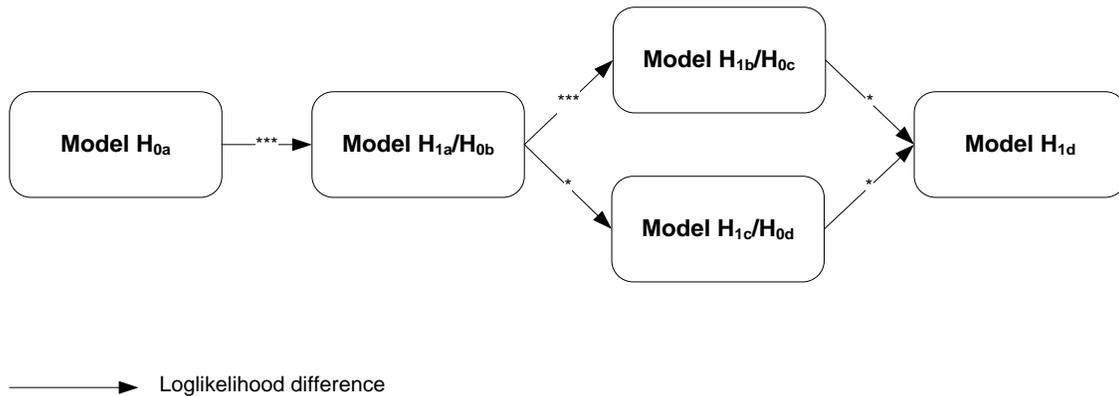 Model H1b/H0c
***
*
Model H0a
***
Model H1a/H0b
Model H1d
*
*
Model H1c/H0d
Loglikelihood difference